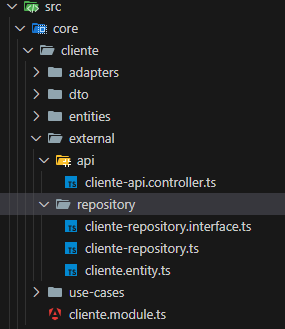 src
core
cliente
adapters
dto
entities
external
api
TS cliente-api.controller.ts
repository
TS cliente-repository.interface.ts
TS cliente-repository.ts
TS cliente.entity.ts
use-cases
cliente.module.ts